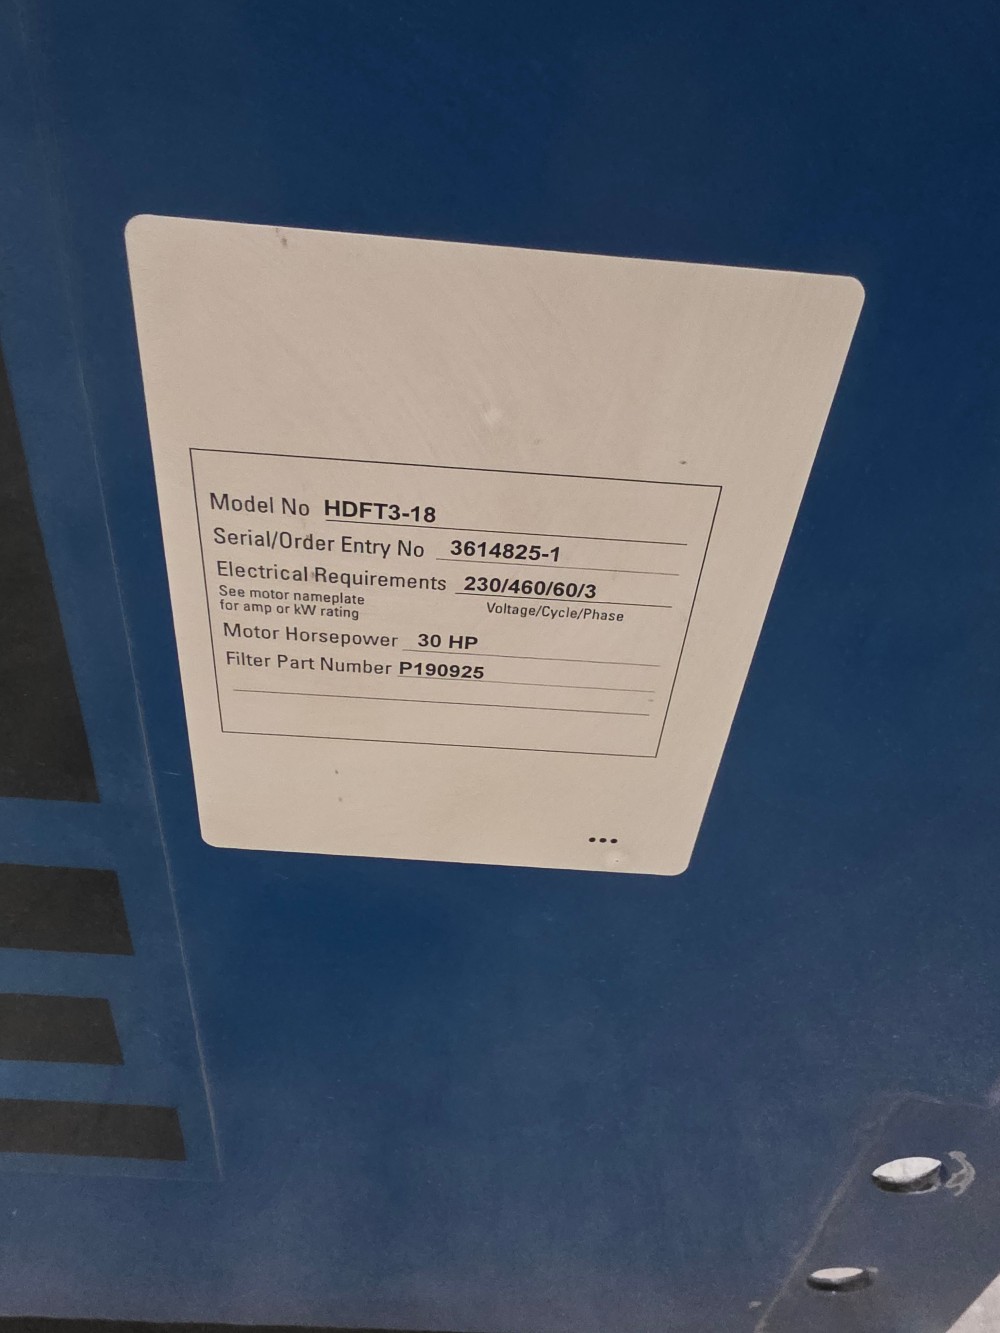 Model No HDFT3-18
Serial/Order Entry No 3614825-1
Electrical Requirements 230/460/60/3
See motor nameplate
for amp or kW rating
Voltage/Cycle/Phase
Motor Horsepower 30 HP
Filter Part Number P190925